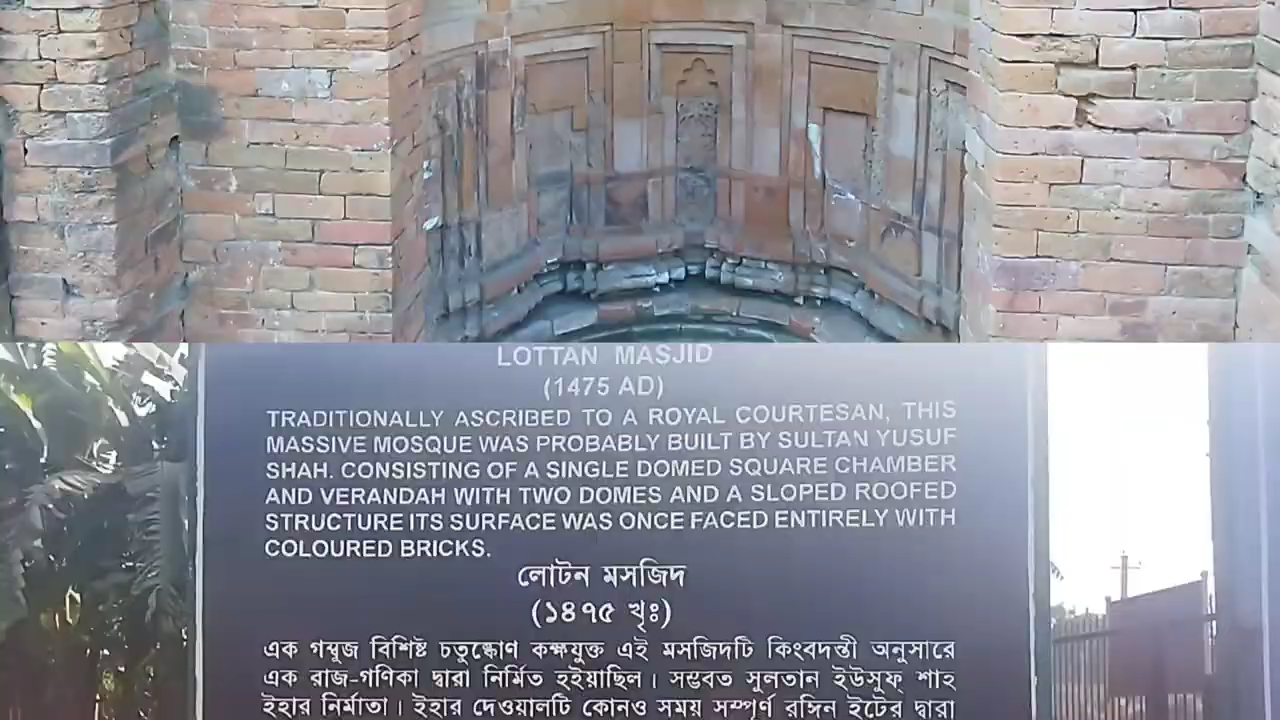 LOTTAN MASJID
(1475 AD)
TRADITIONALLY ASCRIBED TO A ROYAL COURTESAN, THIS
MASSIVE MOSQUE WAS PROBABLY BUILT BY SULTAN YUSUF
SHAH. CONSISTING OF A SINGLE DOMED SQUARE CHAMBER
AND VERANDAH WITH TWO DOMES AND A SLOPED ROOFED
STRUCTURE ITS SURFACE WAS ONCE FACED ENTIRELY WITH
COLOURED BRICKS.
লোটন মসজিদ
(১৪৭৫ খৃঃ)
এক গম্বুজ বিশিষ্ট চতুষ্কোণ কক্ষযুক্ত এই মসজিদটি কিংবদন্তী অনুসারে
এক রাজ-গণিকা দ্বারা নির্মিত হইয়াছিল। সম্ভবত সুলতান ইউসুফ্ শাহ
ইহার নির্মাতা। ইহার দেওয়ালটি কোনও সময় সম্পূর্ণ রঙ্গিন ইটের দ্বারা